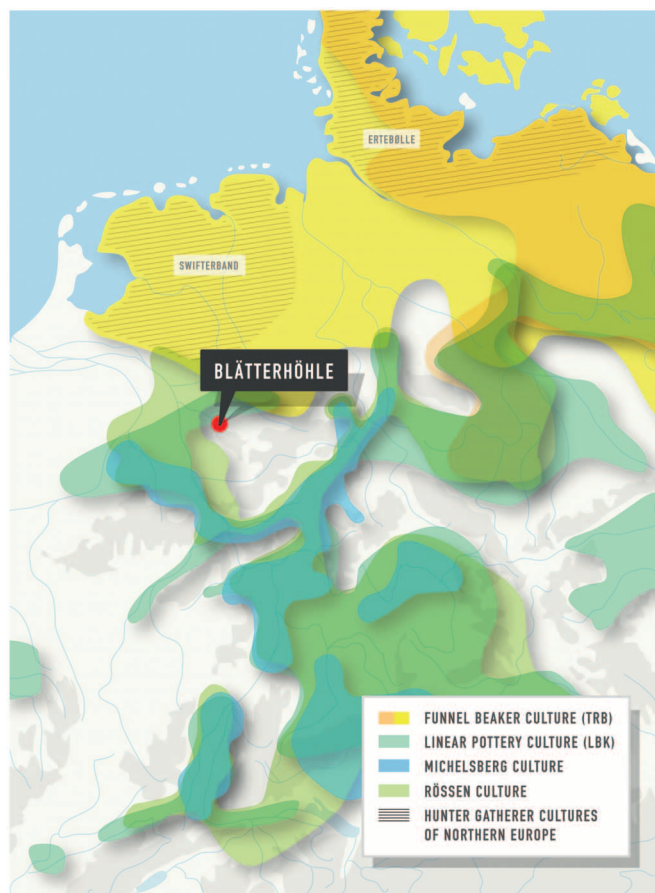 ERTEBØLLE
SWIFTERBAND
BLÄTTERHÖHLE
FUNNEL BEAKER CULTURE (TRB)
LINEAR POTTERY CULTURE (LBK)
MICHELSBERG CULTURE
RÖSSEN CULTURE
HUNTER GATHERER CULTURES
OF NORTHERN EUROPE